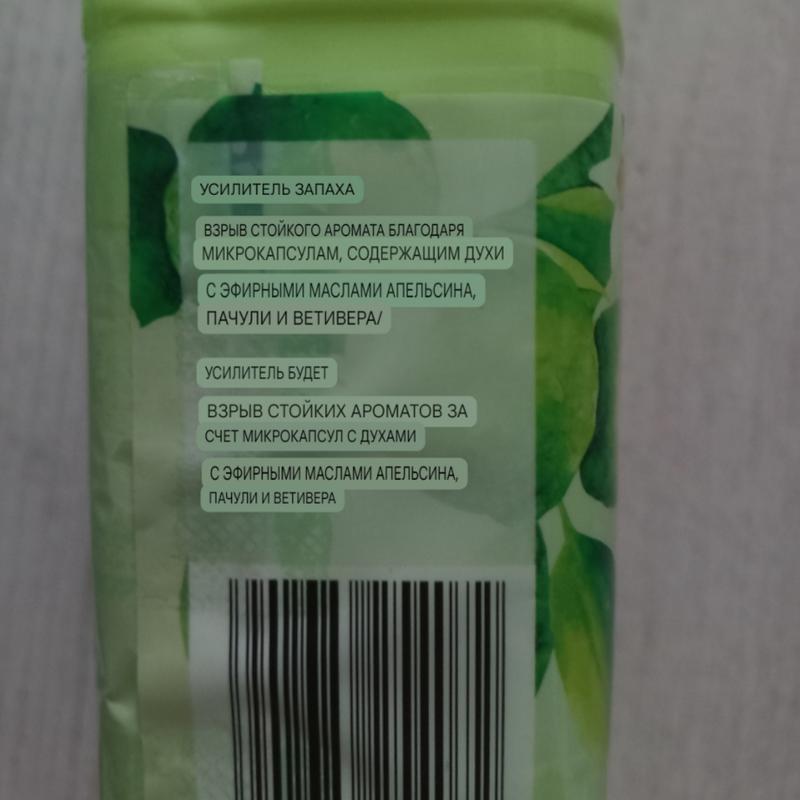 УСИЛИТЕЛЬ ЗАПАХА
ВЗРЫВ СТОЙКОГО АРОМАТА БЛАГОДАРЯ
МИКРОКАПСУЛАМ, СОДЕРЖАЩИМ ДУХИ
С ЭФИРНЫМИ МАСЛАМИ АПЕЛЬСИНА,
ПАЧУЛИ И ВЕТИВЕРА/
УСИЛИТЕЛЬ БУДЕТ
ВЗРЫВ СТОЙКИХ АРОМАТОВ ЗА
СЧЕТ МИКРОКАПСУЛ С ДУХАМИ
С ЭФИРНЫМИ МАСЛАМИ АПЕЛЬСИНА,
ПАЧУЛИ И ВЕТИВЕРА